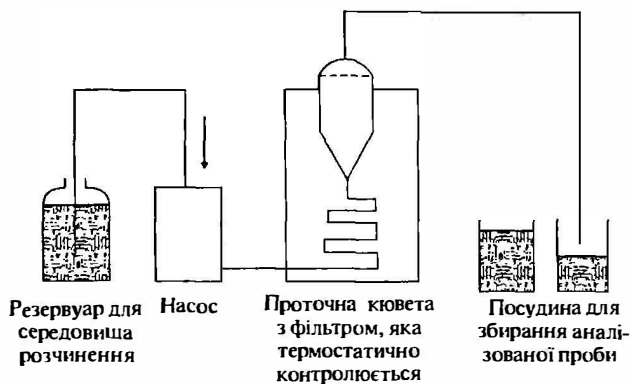 Резервуар для
середовища
розчинення
Насос
Проточна кювета
з фільтром, яка
термостатично
контролюється
Посудина для
збирання аналі-
зованої проби